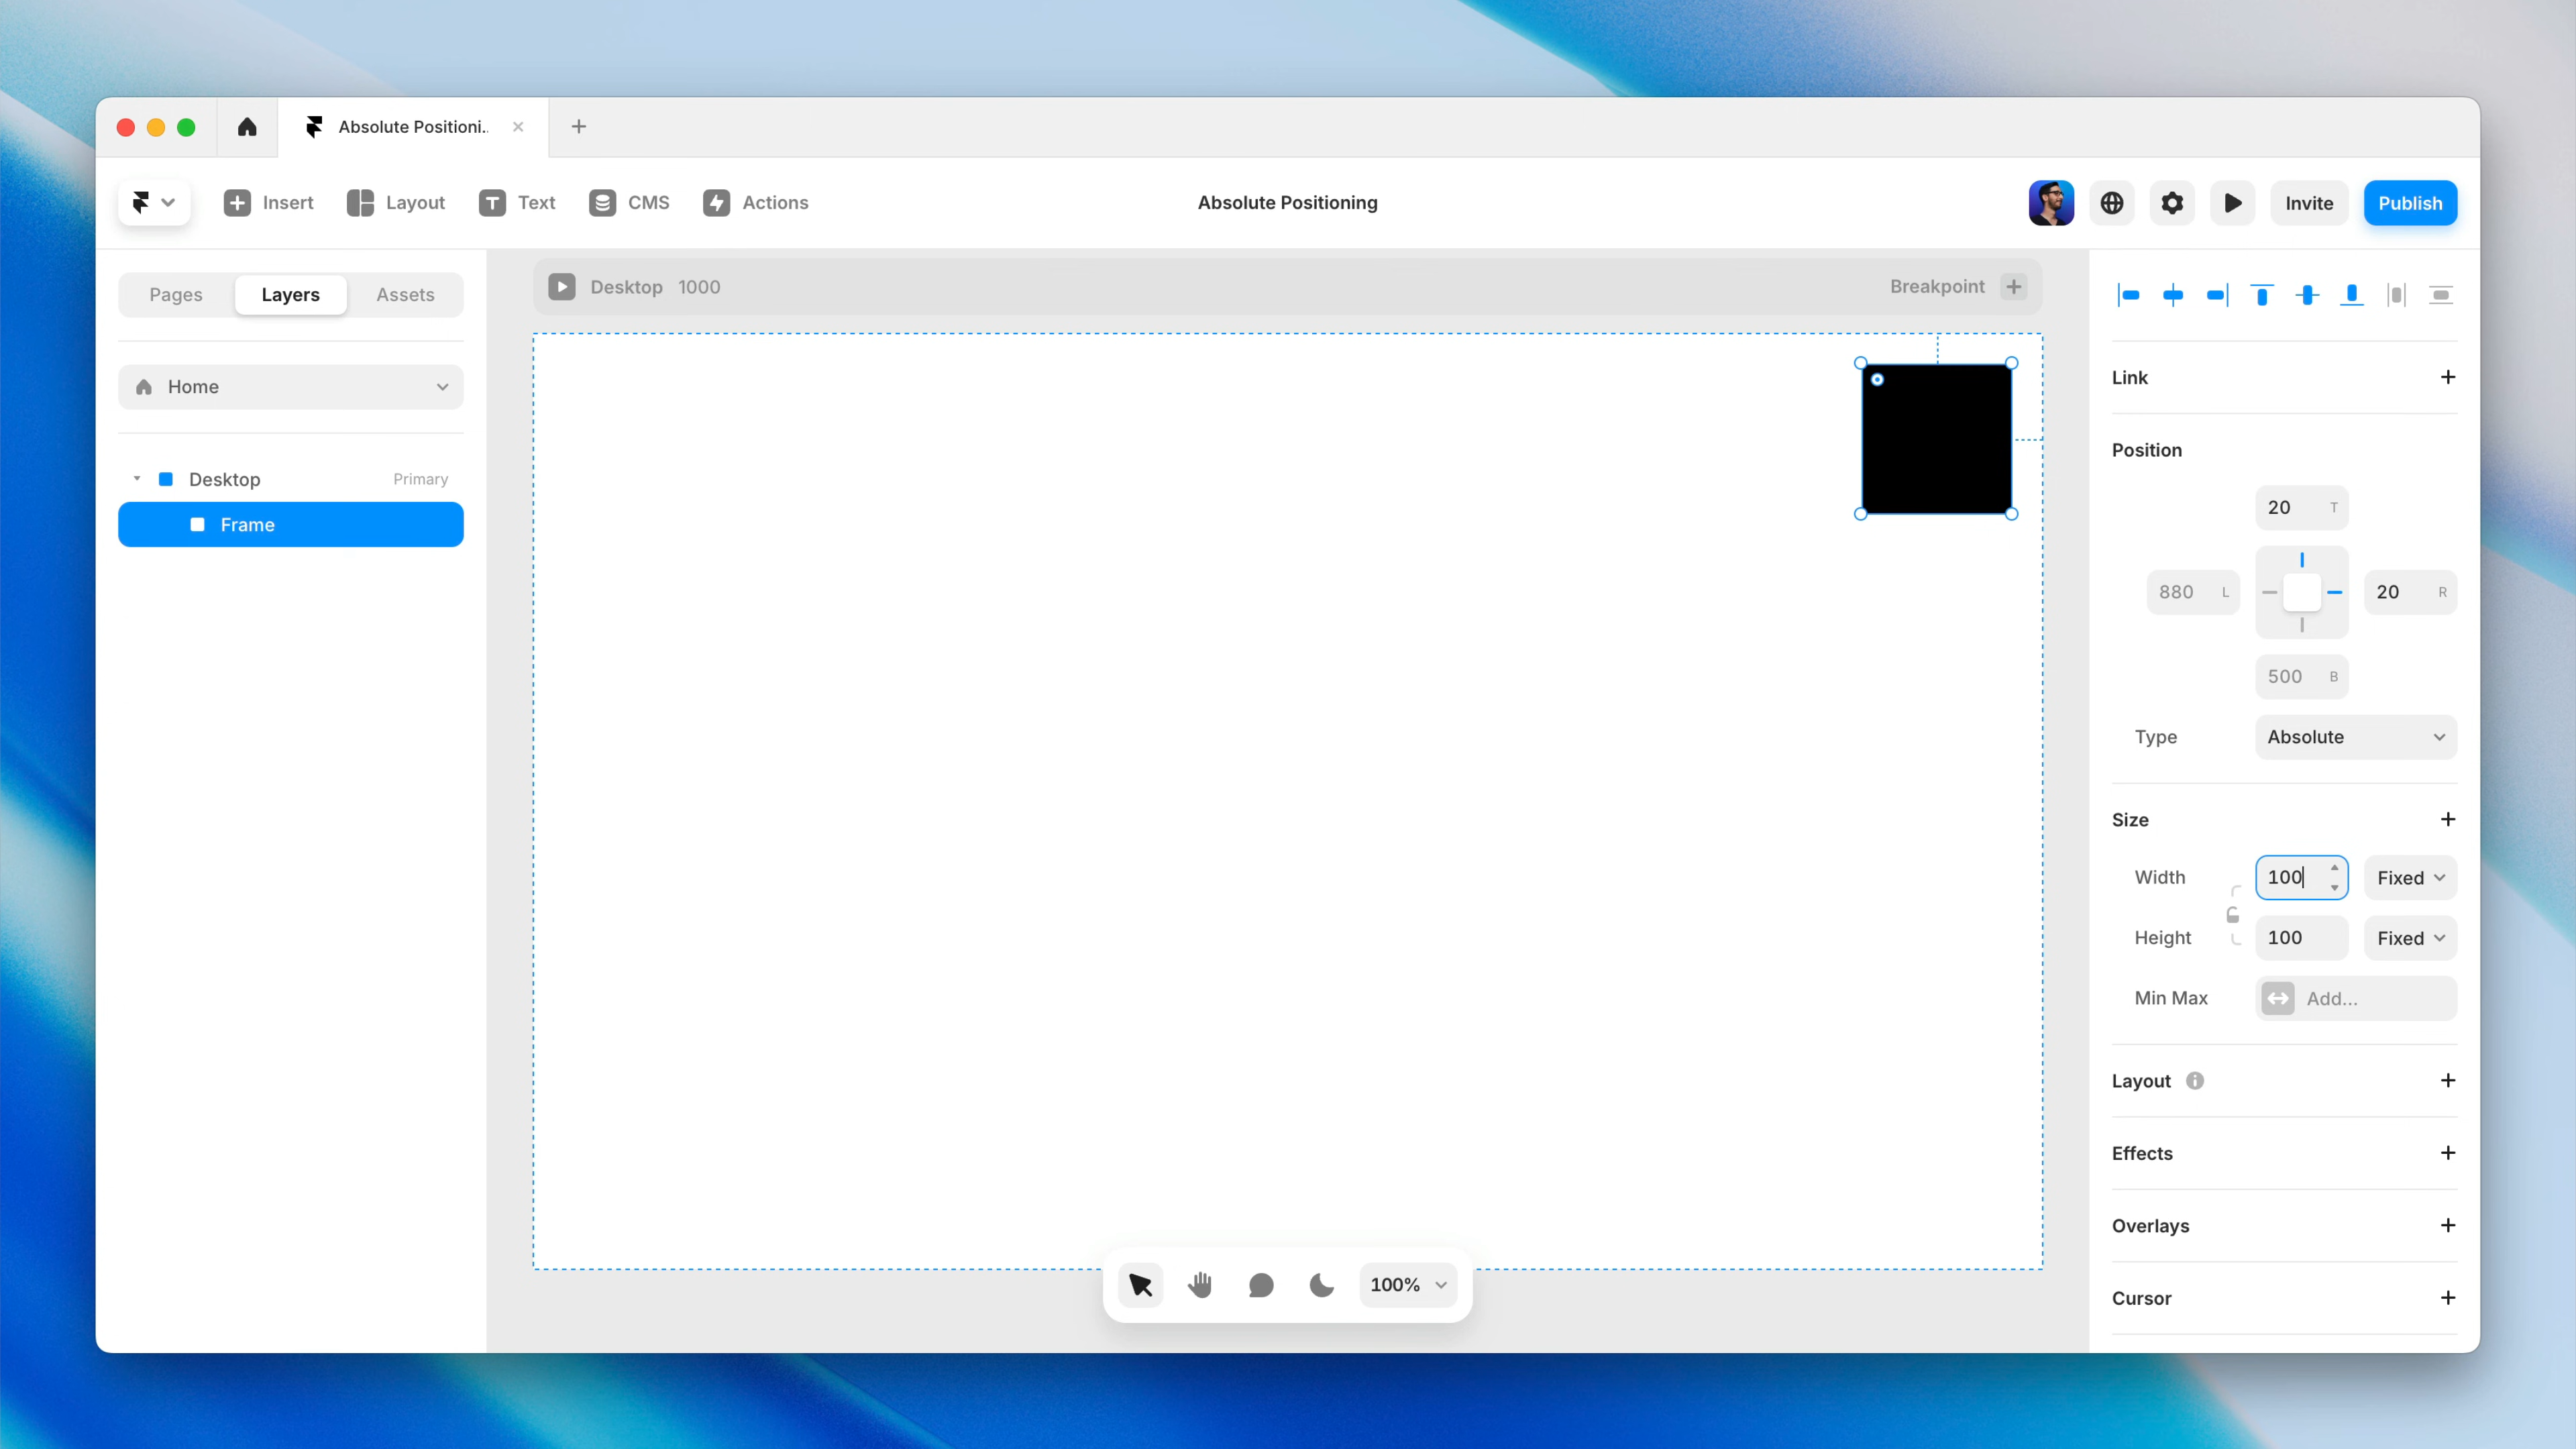 Absolute Positioni..
Insert
Layout
Text
CMS
Actions
Absolute Positioning
Invite
Publish
Pages
Layers
Assets
Home
Desktop
Primary
Frame
Desktop 1000
Breakpoint
Link
Position
20 T
880 L
20 R
500 B
Type
Absolute
Size
Width
100
Fixed
Height
100
Fixed
Min Max
Add...
Layout
Effects
Overlays
Cursor
100%